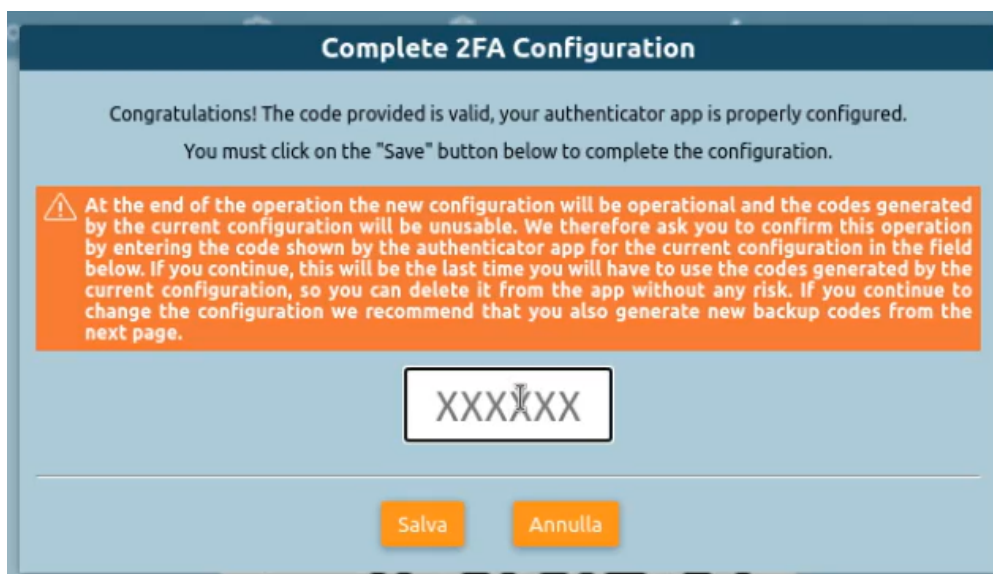 Complete 2FA Configuration
Congratulations! The code provided is valid, your authenticator app is properly configured.
You must click on the "Save" button below to complete the configuration.
At the end of the operation the new configuration will be operational and the codes generated
by the current configuration will be unusable. We therefore ask you to confirm this operation
by entering the code shown by the authenticator app for the current configuration in the field
below. If you continue, this will be the last time you will have to use the codes generated by the
current configuration, so you can delete it from the app without any risk. If you continue to
change the configuration we recommend that you also generate new backup codes from the
next page.
XXXXXX
Salva
Annulla